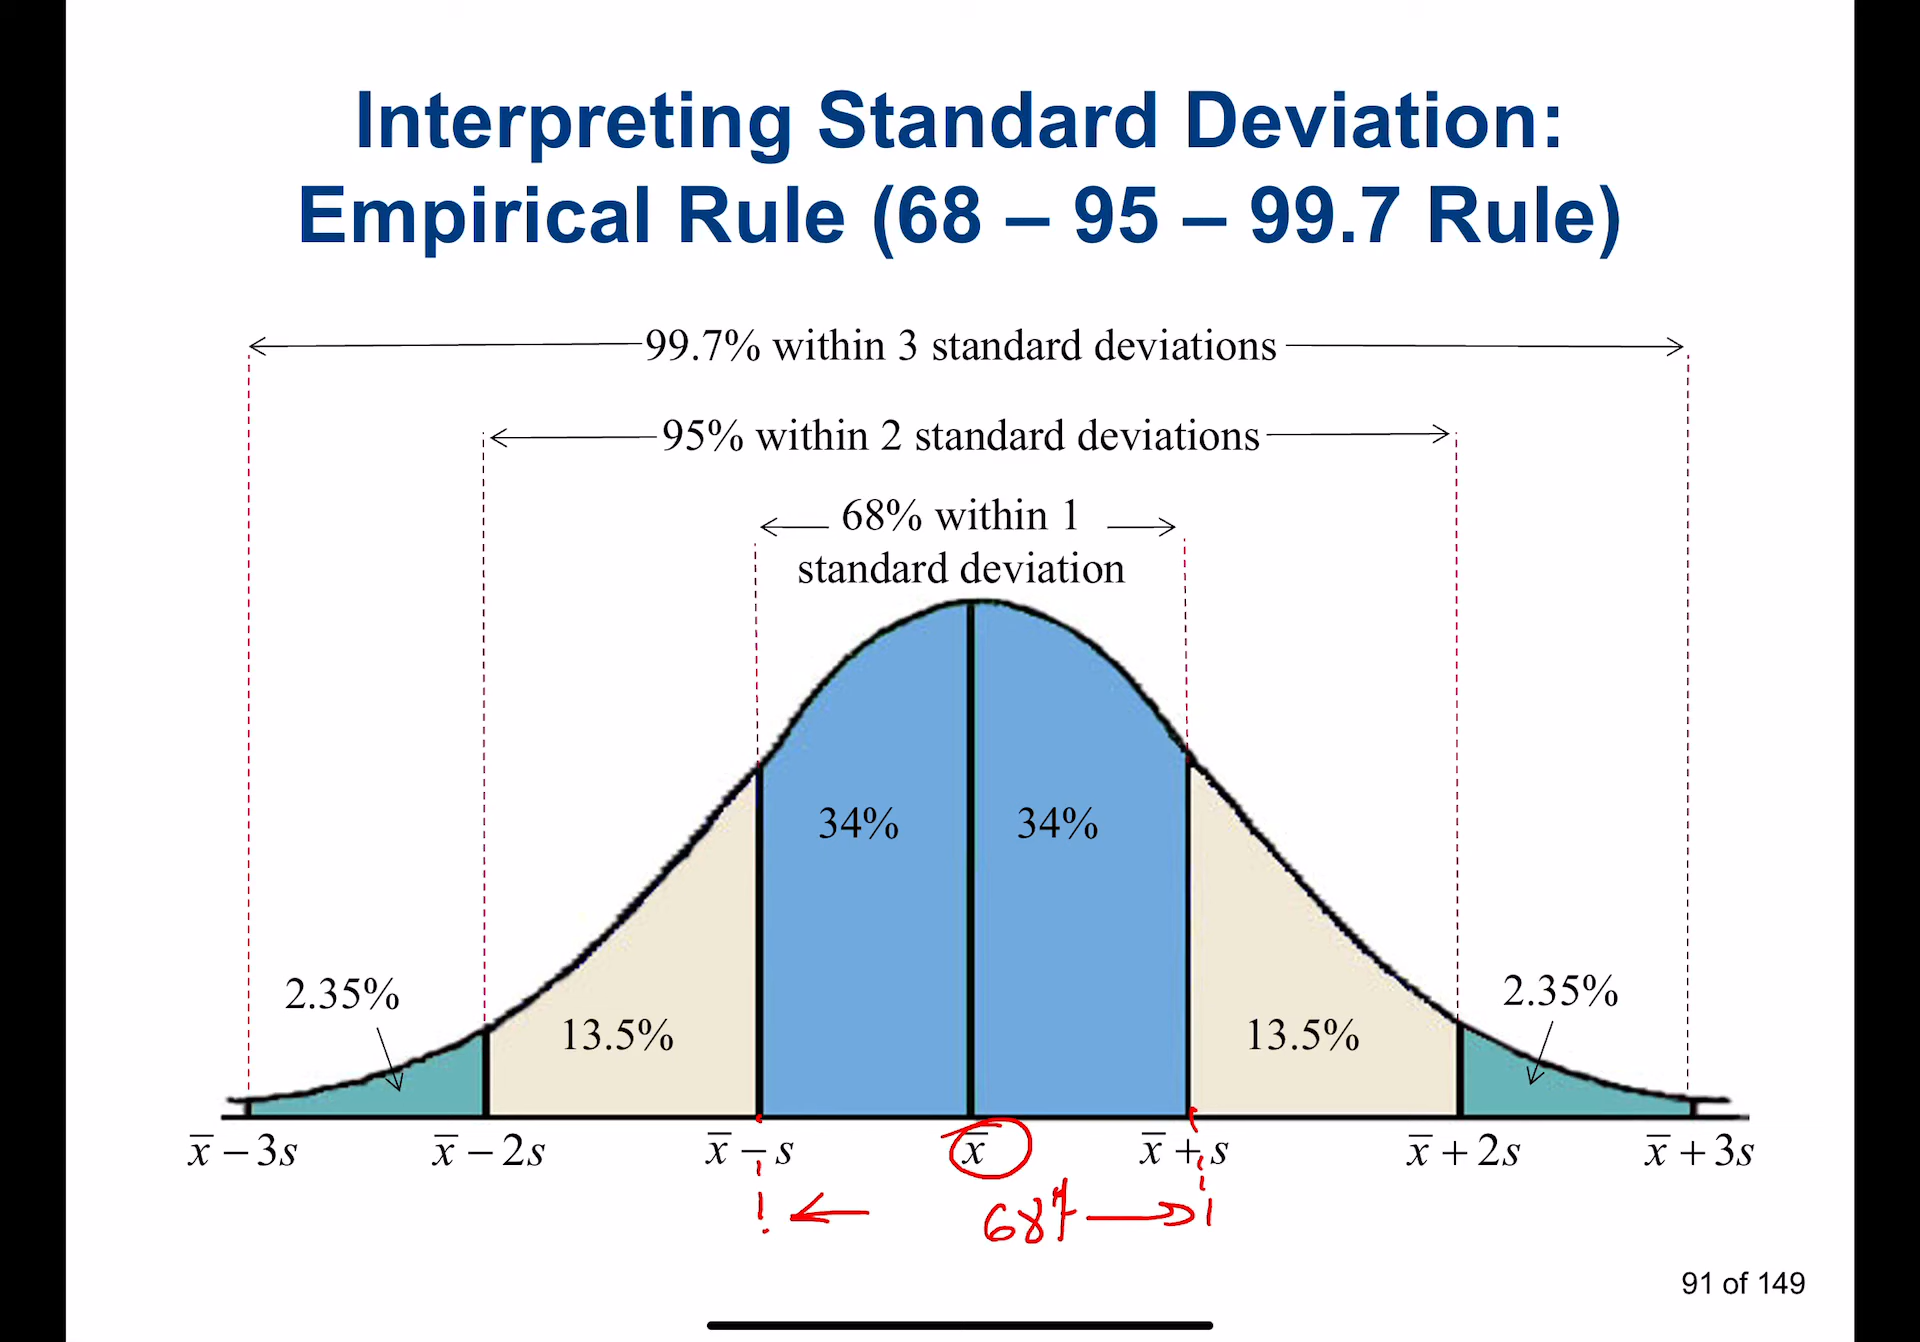 Interpreting Standard Deviation:
Empirical Rule (68 – 95 – 99.7 Rule)
99.7% within 3 standard deviations
95% within 2 standard deviations
68% within 1
standard deviation
34% 34%
2.35% 2.35%
13.5% 13.5%
x̅ – 3s x̅ – 2s x̅ – s x̅ x̅ + s x̅ + 2s x̅ + 3s
68%
91 of 149